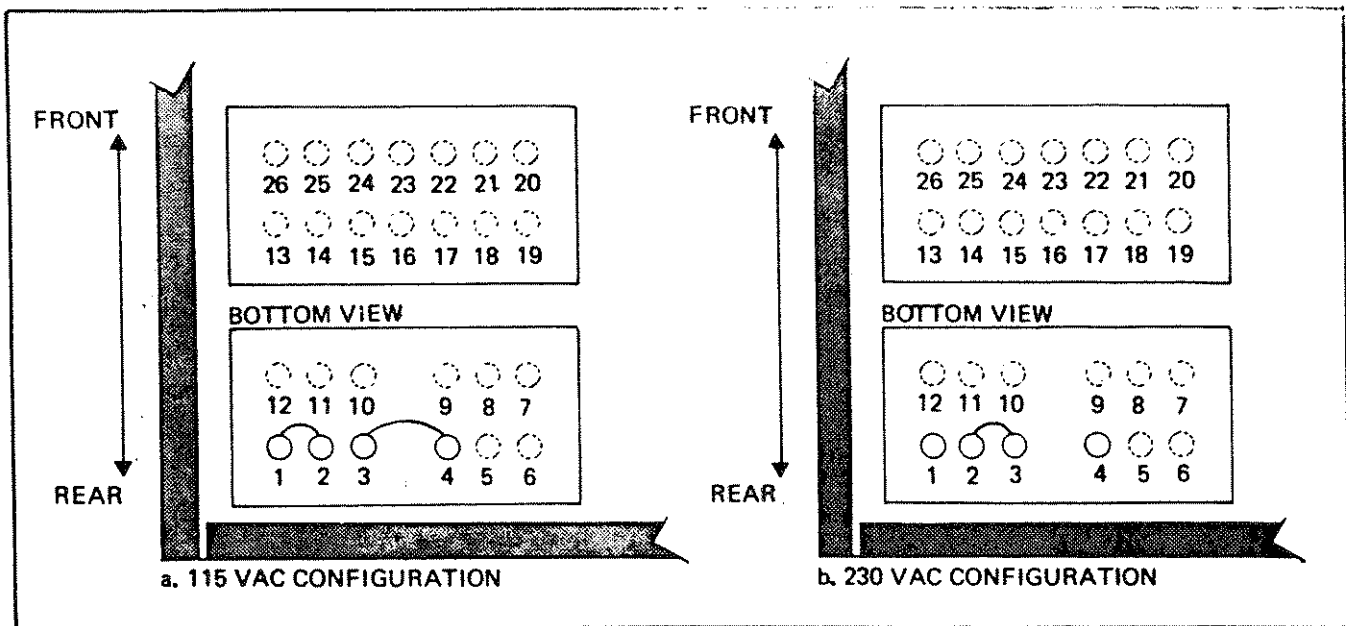 FRONT
26 25 24 23 22 21 20
13 14 15 16 17 18 19
BOTTOM VIEW
12 11 10 9 8 7
1 2 3 4 5 6
REAR
a. 115 VAC CONFIGURATION
FRONT
26 25 24 23 22 21 20
13 14 15 16 17 18 19
BOTTOM VIEW
12 11 10 9 8 7
1 2 3 4 5 6
REAR
b. 230 VAC CONFIGURATION